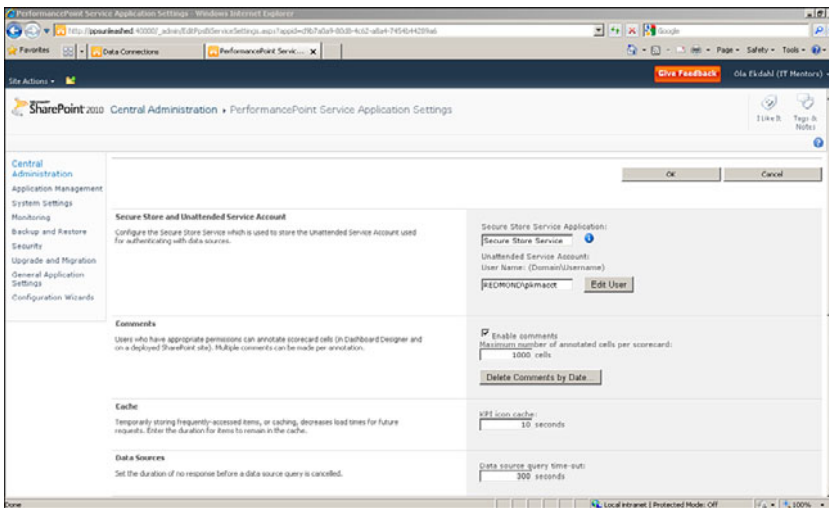 PerformancePoint Service Application Settings - Windows Internet Explorer
Google
Favorites
Data Connections
PerformancePoint Servic...
Page Safety Tools
Site Actions
Give Feedback
Ola Ekdahl (IT Mentors)
SharePoint 2010 Central Administration PerformancePoint Service Application Settings
I Like It
Tags & Notes
Central Administration
Application Management
System Settings
Monitoring
Backup and Restore
Security
Upgrade and Migration
General Application Settings
Configuration Wizards
OK
Cancel
Secure Store and Unattended Service Account
Configure the Secure Store Service which is used to store the Unattended Service Account used
for authenticating with data sources.
Secure Store Service Application:
Secure Store Service
Unattended Service Account:
User Name: (Domain\Username)
REDMOND\pkmacct
Edit User
Comments
Users who have appropriate permissions can annotate scorecard cells (in Dashboard Designer and
on a deployed SharePoint site). Multiple comments can be made per annotation.
Enable comments
Maximum number of annotated cells per scorecard:
1000 cells
Delete Comments by Date...
Cache
Temporarily storing frequently-accessed items, or caching, decreases load times for future
requests. Enter the duration for items to remain in the cache.
KPI icon cache:
10 seconds
Data Sources
Set the duration of no response before a data source query is cancelled.
Data source query time-out:
300 seconds
Done
Local intranet | Protected Mode: Off
100%